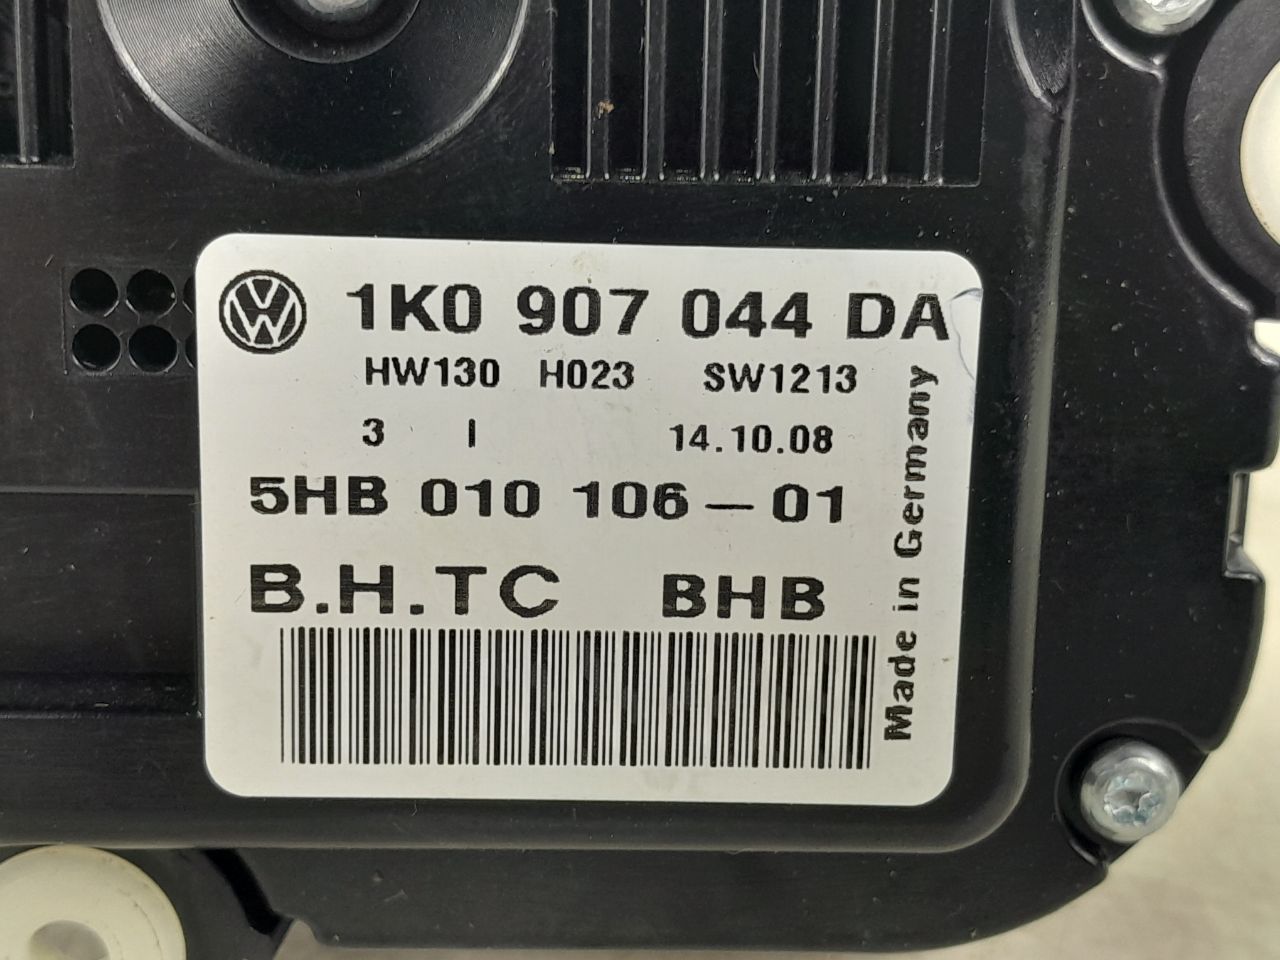 1K0 907 044 DA
HW130 H023 SW1213
3 I 14.10.08
5HB 010 106-01
B.H.TC BHB
Made in Germany